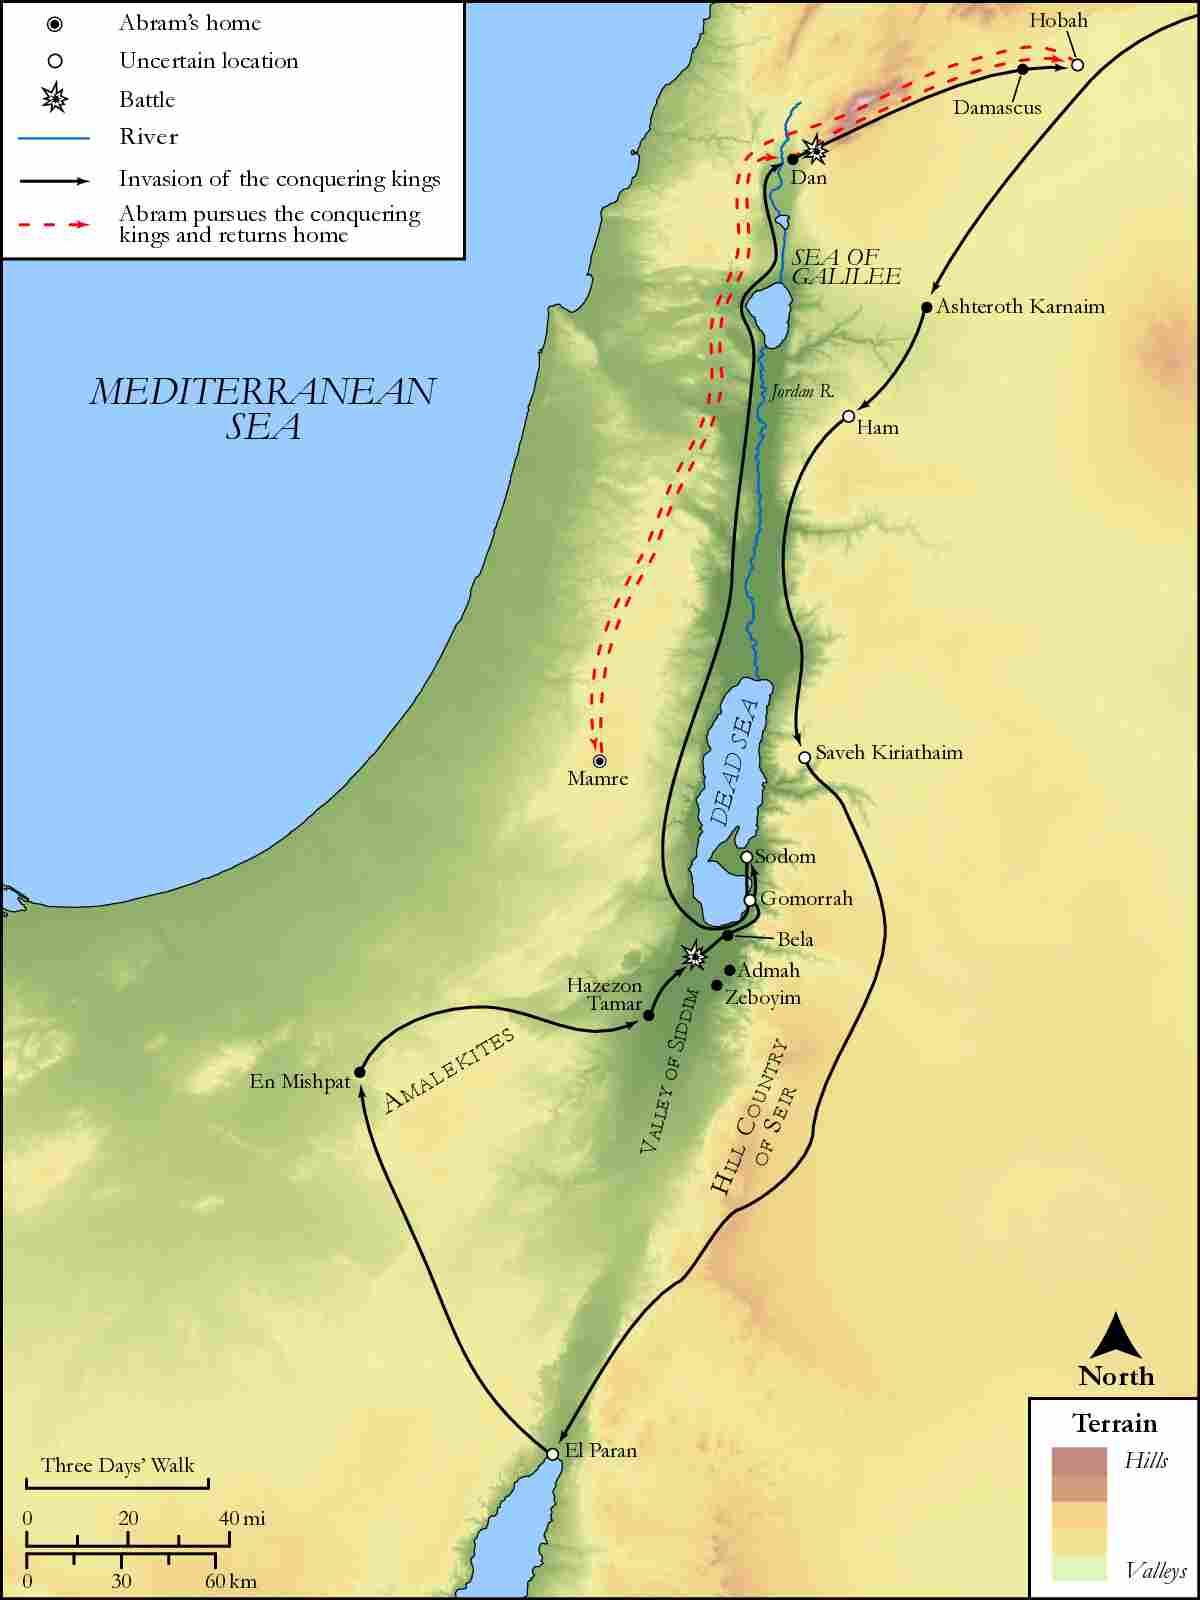 Abram's home
Uncertain location
Battle
River
Invasion of the conquering kings
Abram pursues the conquering
kings and returns home
Hobah
Damascus
Dan
SEA OF
GALILEE
Ashteroth Karnaim
MEDITERRANEAN
SEA
Jordan R.
Ham
Saveh Kiriathaim
Mamre
DEAD SEA
Sodom
Gomorrah
Bela
Admah
Zeboyim
Hazezon
Tamar
VALLEY OF SIDDIM
AMALEKITES
En Mishpat
HILL COUNTRY
OF SEIR
El Paran
North
Terrain
Hills
Valleys
Three Days' Walk
0 20 40 mi
0 30 60 km